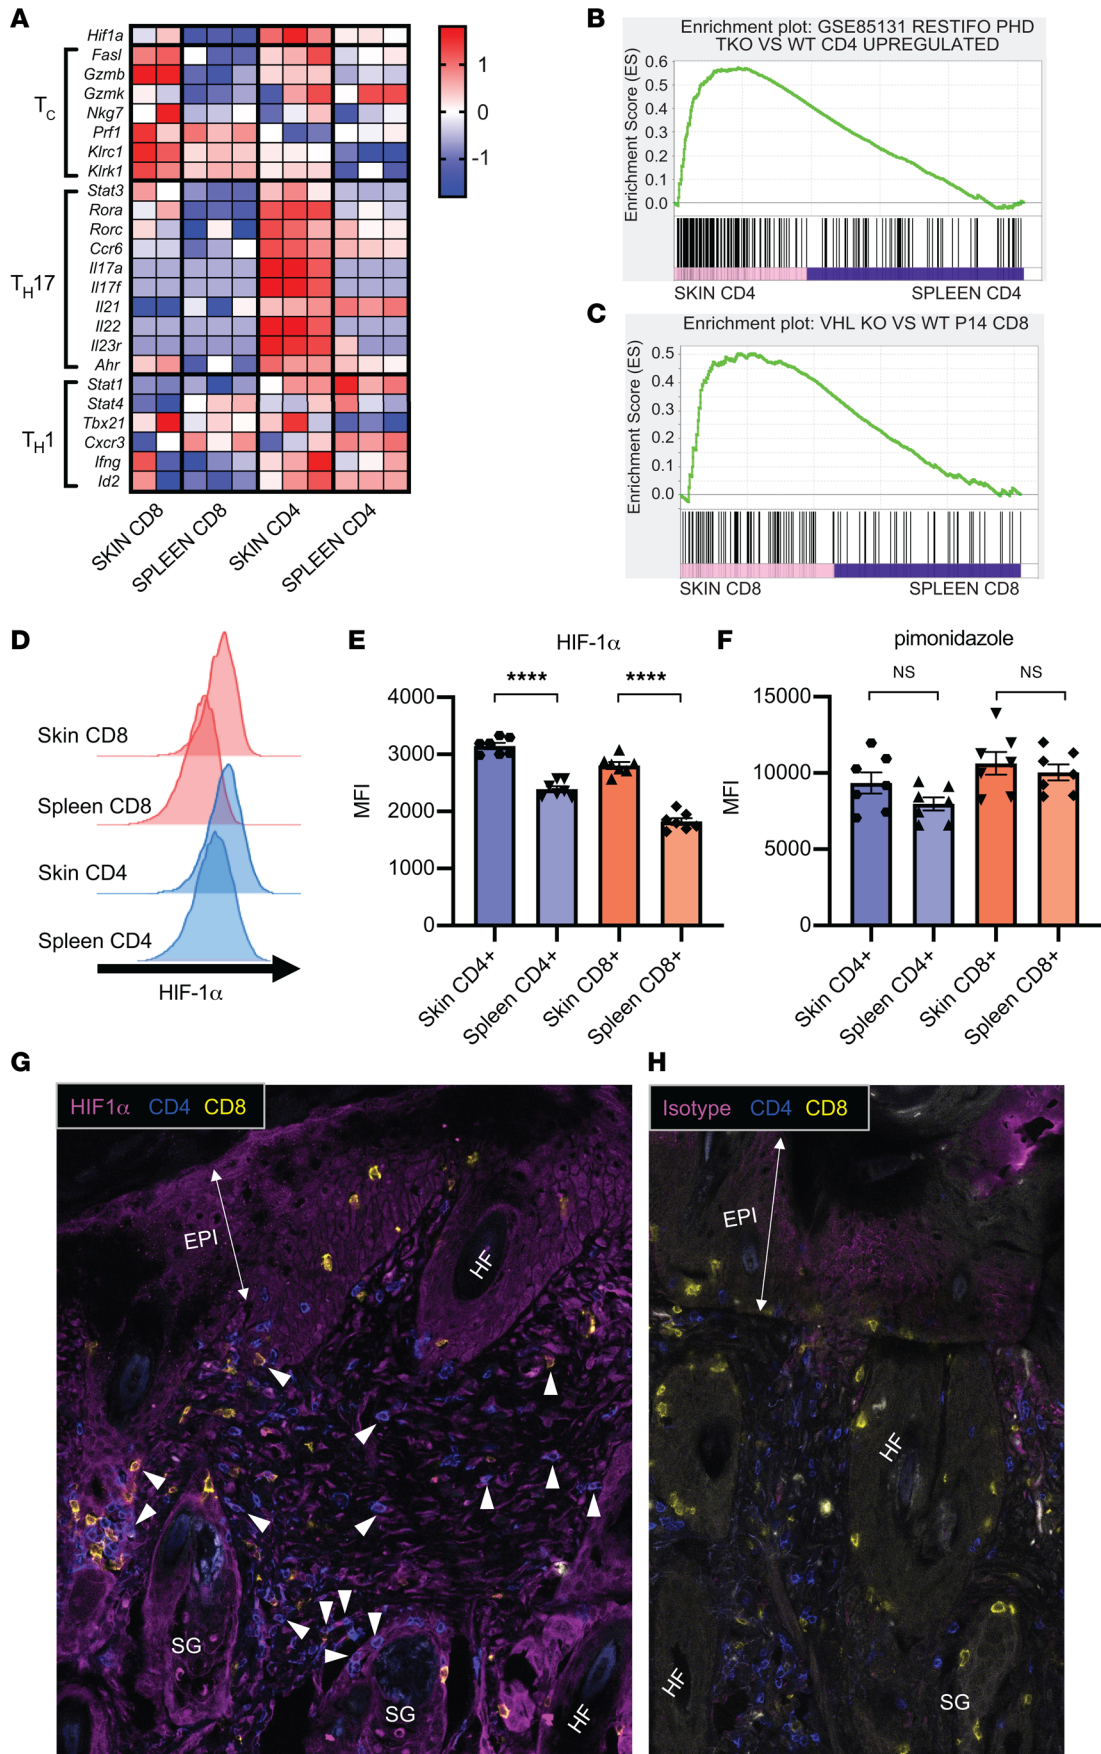 A
Hif1a
Fasl
Gzmb
Gzmk
Nkg7
Prf1
Klrc1
Klrk1
Stat3
Rora
Rorc
Ccr6
Il17a
Il17f
Il21
Il22
Il23r
Ahr
Stat1
Stat4
Tbx21
Cxcr3
Ifng
Id2
TC
TH17
TH1
1
0
-1
SKIN CD8
SPLEEN CD8
SKIN CD4
SPLEEN CD4
B
Enrichment plot: GSE85131 RESTIFO PHD
TKO VS WT CD4 UPREGULATED
Enrichment Score (ES)
0.6
0.5
0.4
0.3
0.2
0.1
0.0
SKIN CD4
SPLEEN CD4
C
Enrichment plot: VHL KO VS WT P14 CD8
Enrichment Score (ES)
0.5
0.4
0.3
0.2
0.1
0.0
SKIN CD8
SPLEEN CD8
D
Skin CD8
Spleen CD8
Skin CD4
Spleen CD4
HIF-1α
E
HIF-1α
**** ****
MFI
4000
3000
2000
1000
0
Skin CD4+
Spleen CD4+
Skin CD8+
Spleen CD8+
F
pimonidazole
NS NS
MFI
15000
10000
5000
0
Skin CD4+
Spleen CD4+
Skin CD8+
Spleen CD8+
G
HIF1α CD4 CD8
EPI
HF
SG
SG
HF
H
Isotype CD4 CD8
EPI
HF
HF
SG